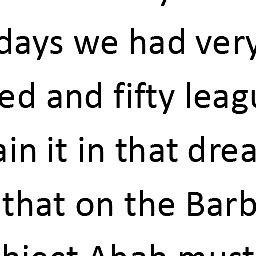 days we had very
ed and fifty leagu
ain it in that drea
that on the Barb
bject Ahab must